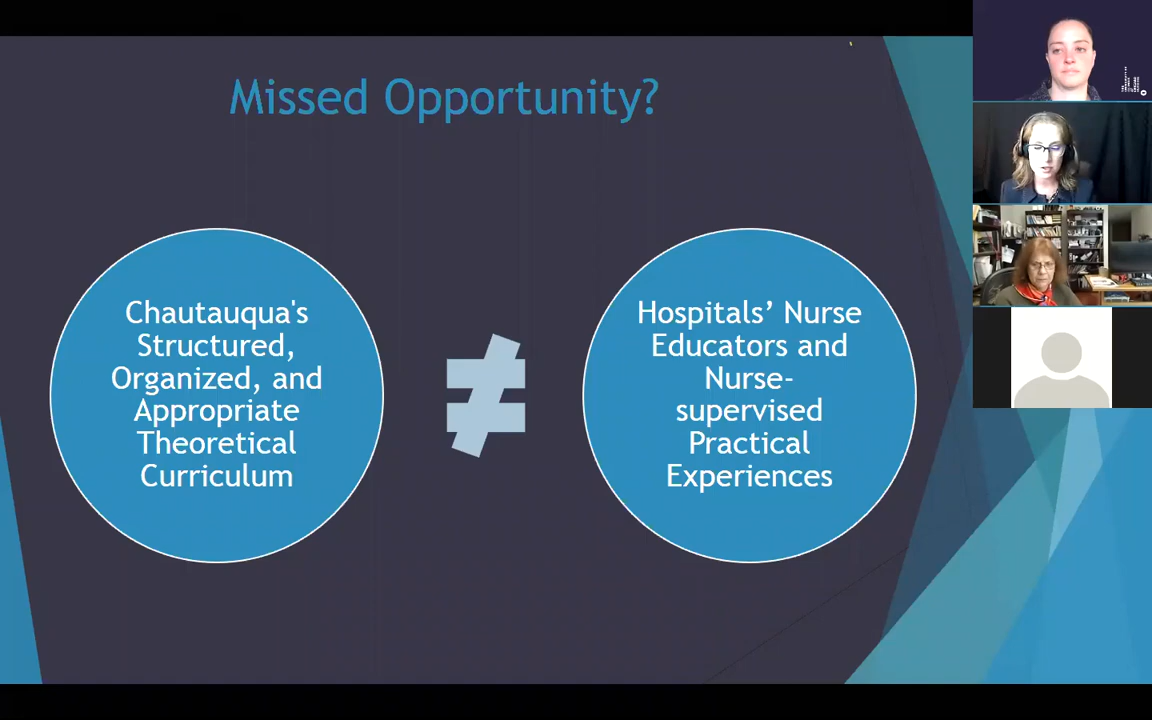 Missed Opportunity?
Chautauqua's
Structured,
Organized, and
Appropriate
Theoretical
Curriculum
≠
Hospitals’ Nurse
Educators and
Nurse-
supervised
Practical
Experiences